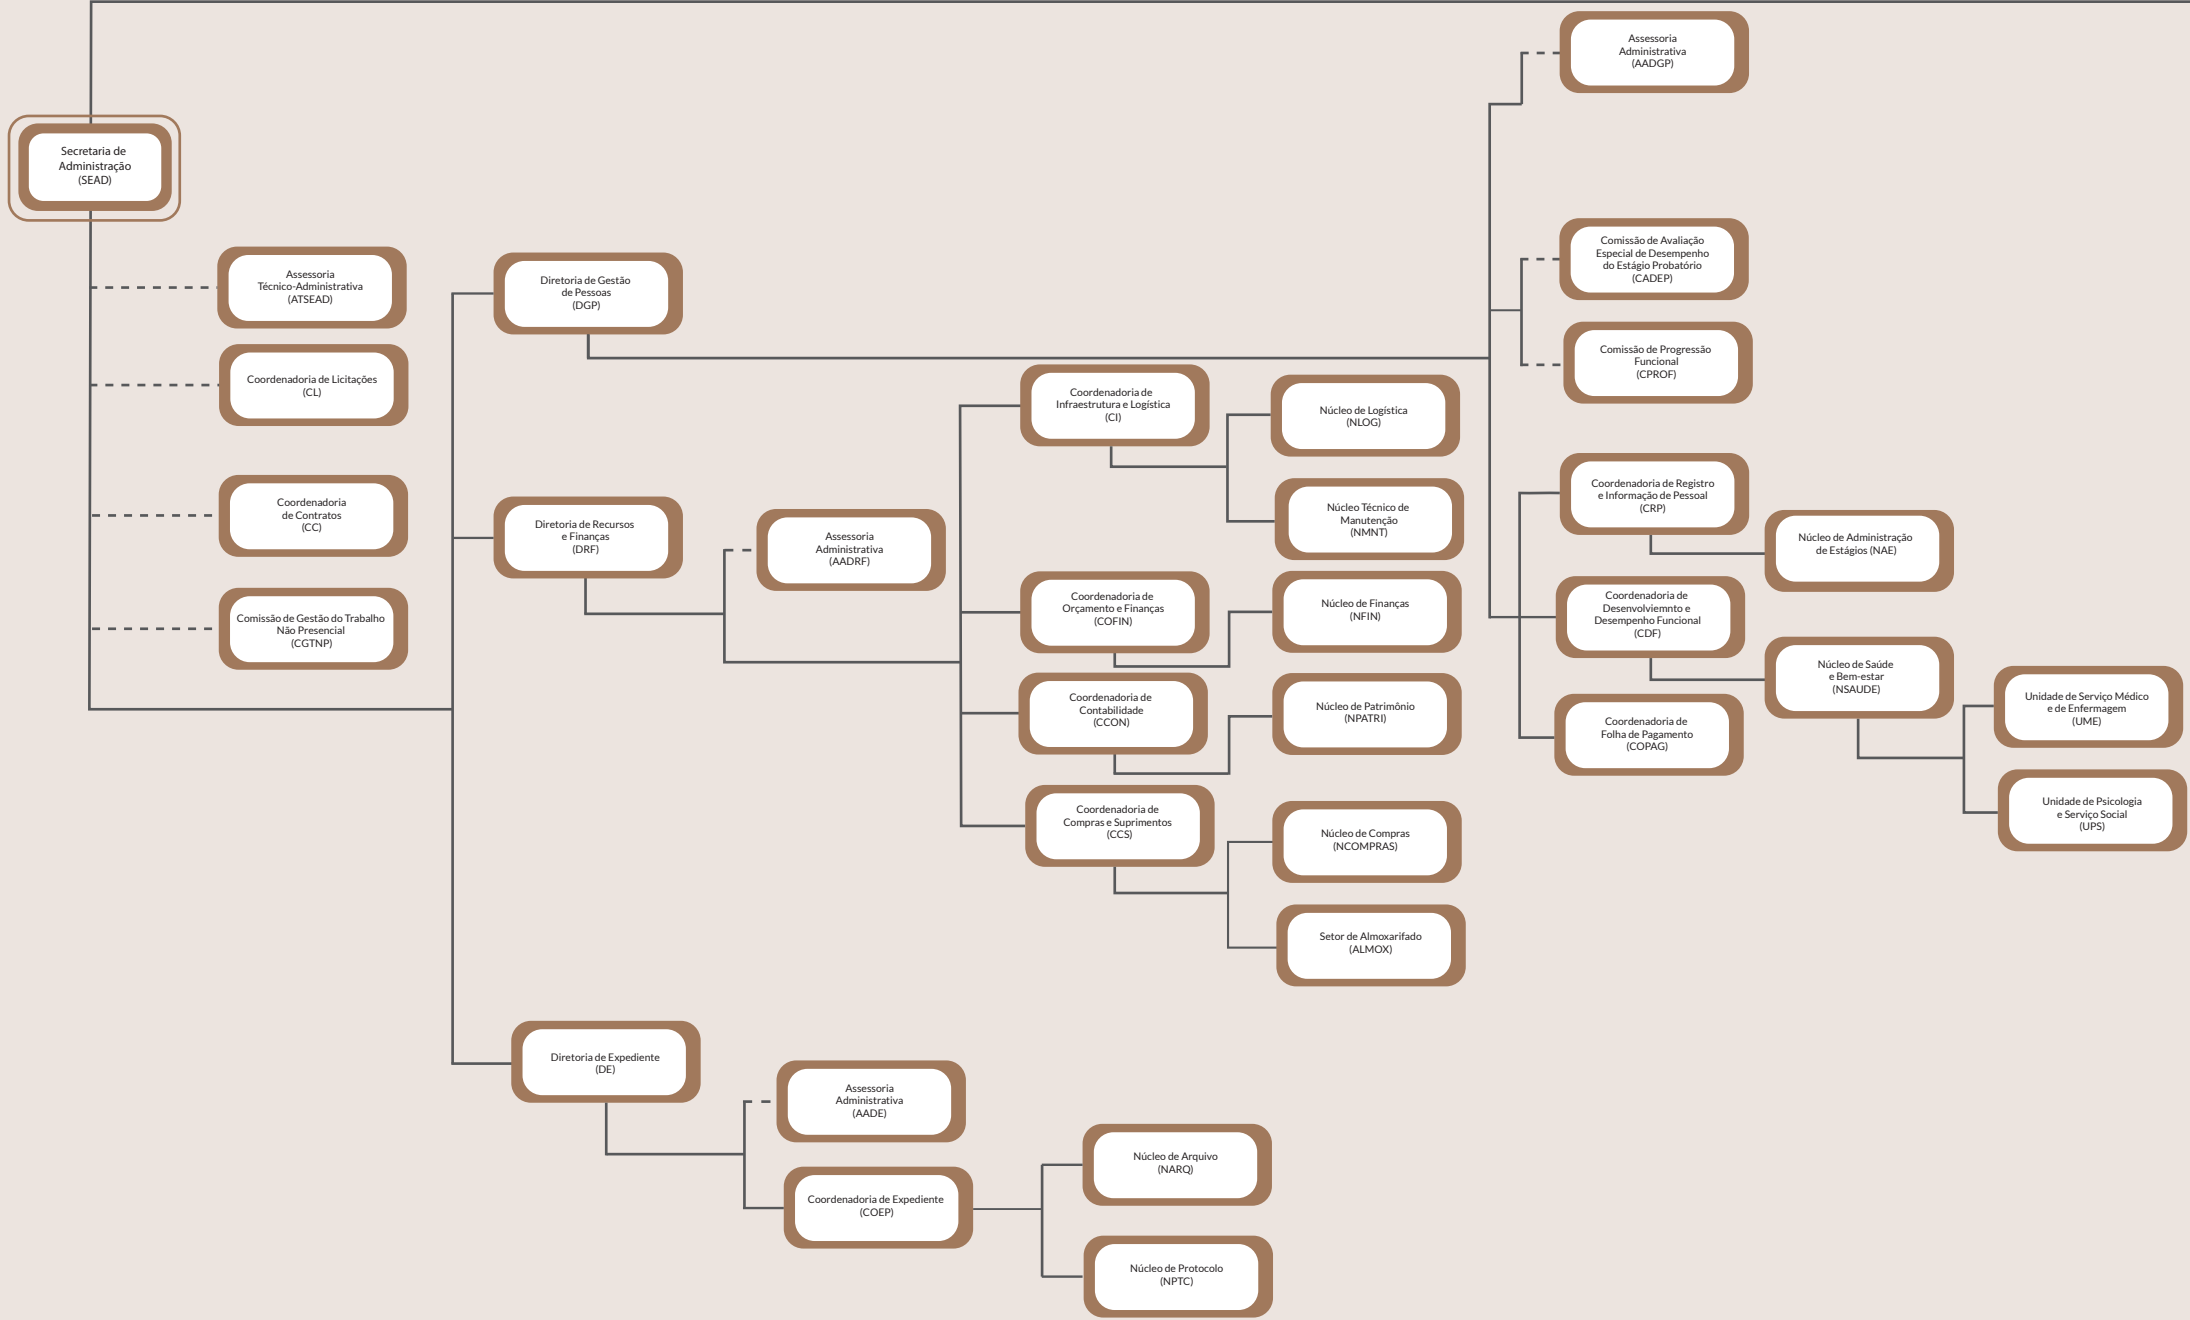 Secretaria de
Administração
(SEAD)
Assessoria
Técnico-Administrativa
(ATSEAD)
Coordenadoria de Licitações
(CL)
Coordenadoria
de Contratos
(CC)
Comissão de Gestão do Trabalho
Não Presencial
(CGTNP)
Diretoria de Gestão
de Pessoas
(DGP)
Assessoria
Administrativa
(AADGP)
Comissão de Avaliação
Especial de Desempenho
do Estágio Probatório
(CADEP)
Comissão de Progressão
Funcional
(CPROF)
Coordenadoria de Registro
e Informação de Pessoal
(CRP)
Núcleo de Administração
de Estágios (NAE)
Coordenadoria de
Desenvolviemnto e
Desempenho Funcional
(CDF)
Núcleo de Saúde
e Bem-estar
(NSAUDE)
Unidade de Serviço Médico
e de Enfermagem
(UME)
Unidade de Psicologia
e Serviço Social
(UPS)
Coordenadoria de
Folha de Pagamento
(COPAG)
Diretoria de Recursos
e Finanças
(DRF)
Assessoria
Administrativa
(AADRF)
Coordenadoria de
Infraestrutura e Logística
(CI)
Núcleo de Logística
(NLOG)
Núcleo Técnico de
Manutenção
(NMNT)
Coordenadoria de
Orçamento e Finanças
(COFIN)
Núcleo de Finanças
(NFIN)
Coordenadoria de
Contabilidade
(CCON)
Núcleo de Patrimônio
(NPATRI)
Coordenadoria de
Compras e Suprimentos
(CCS)
Núcleo de Compras
(NCOMPRAS)
Setor de Almoxarifado
(ALMOX)
Diretoria de Expediente
(DE)
Assessoria
Administrativa
(AADE)
Coordenadoria de Expediente
(COEP)
Núcleo de Arquivo
(NARQ)
Núcleo de Protocolo
(NPTC)